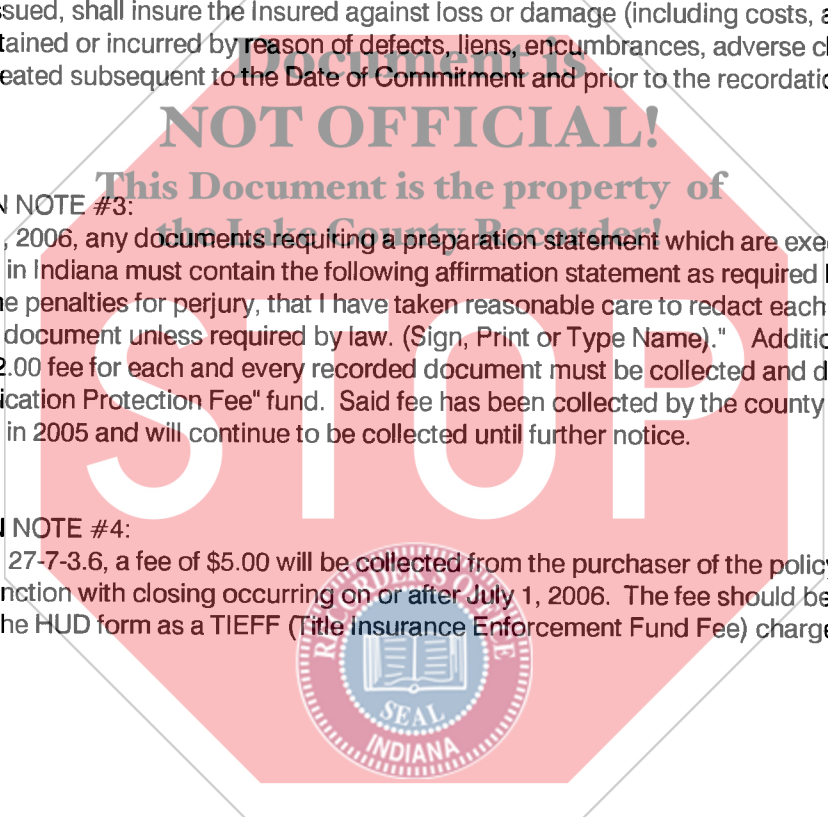 ssued, shall insure the Insured against loss or damage (including costs, a
tained or incurred by reason of defects, liens, encumbrances, adverse cl
eated subsequent to the Date of Commitment and prior to the recordatio
Document is
NOT OFFICIAL!
This Document is the property of
the Lake County Recorder!
N NOTE #3:
, 2006, any documents requiring a preparation statement which are exe
in Indiana must contain the following affirmation statement as required
e penalties for perjury, that I have taken reasonable care to redact each
document unless required by law. (Sign, Print or Type Name)." Additio
2.00 fee for each and every recorded document must be collected and d
ication Protection Fee" fund. Said fee has been collected by the county
in 2005 and will continue to be collected until further notice.
STOP
N NOTE #4:
27-7-3.6, a fee of $5.00 will be collected from the purchaser of the policy
nction with closing occurring on or after July 1, 2006. The fee should be
he HUD form as a TIEFF (Title Insurance Enforcement Fund Fee) charge
RECORDER'S OFFICE
SEAL
INDIANA